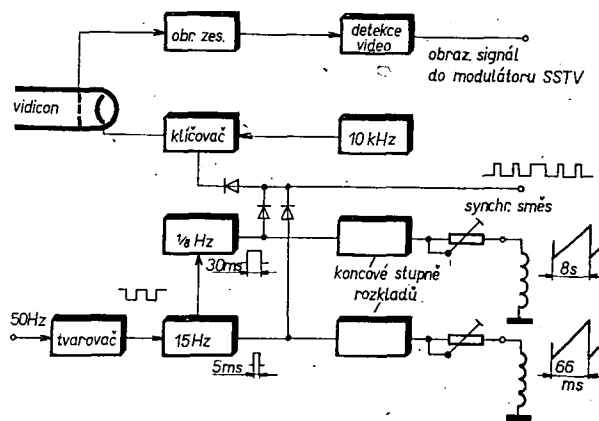 obr. zes.
detekce
video
obraz. signál
do modulátoru SSTV
vidicon
klíčovač
10 kHz
synchr. směs
1/8 Hz
30ms
koncové stupně
rozkladů
8s
50Hz
tvarovač
15Hz
5ms
66
ms